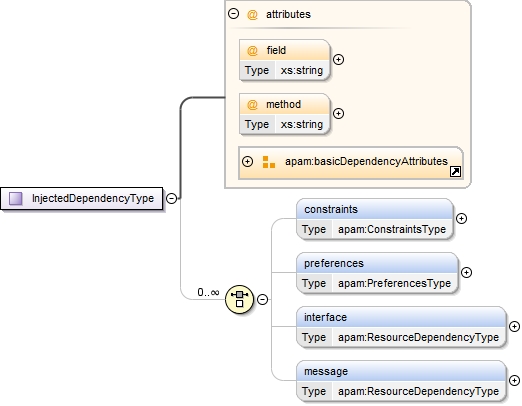 attributes
@ field
Type xs:string
@ method
Type xs:string
apam:basicDependencyAttributes
InjectedDependencyType
constraints
Type apam:ConstraintsType
preferences
Type apam:PreferencesType
0..∞
interface
Type apam:ResourceDependencyType
message
Type apam:ResourceDependencyType